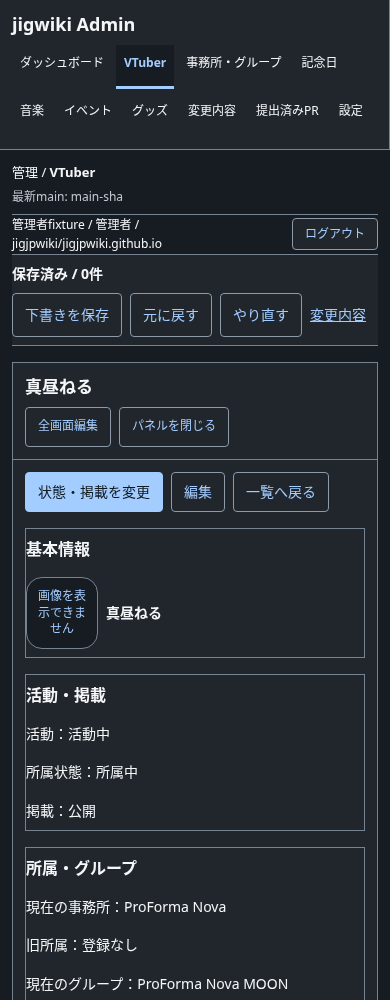 jigwiki Admin
ダッシュボード VTuber 事務所・グループ 記念日
音楽 イベント グッズ 変更内容 提出済みPR 設定
管理 / VTuber
最新main: main-sha
管理者fixture / 管理者 /
jigjpwiki/jigjpwiki.github.io
ログアウト
保存済み / 0件
下書きを保存 元に戻す やり直す 変更内容
真昼ねる
全画面編集 パネルを閉じる
状態・掲載を変更 編集 一覧へ戻る
基本情報
画像を表
示できま
せん
真昼ねる
活動・掲載
活動：活動中
所属状態：所属中
掲載：公開
所属・グループ
現在の事務所：ProForma Nova
旧所属：登録なし
現在のグループ：ProForma Nova MOON